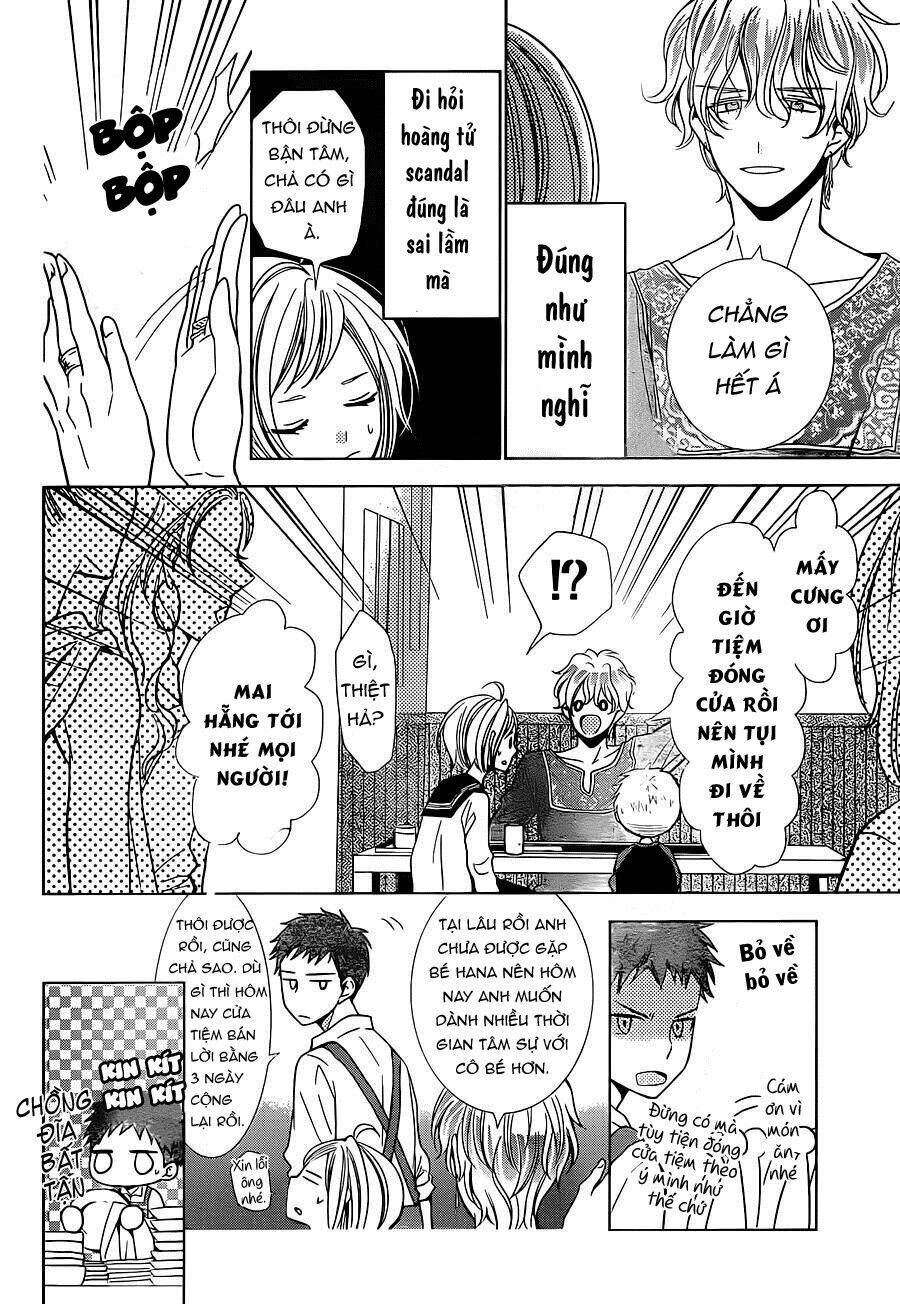 CHẲNG
LÀM GÌ
HẾT Á
Đúng
như
mình
nghĩ
Đi hỏi
hoàng tử
scandal
đúng là
sai lầm
mà
THÔI ĐỪNG
BẬN TÂM,
CHẢ CÓ GÌ
ĐÂU ANH
À.
BỘP
BỘP
MẤY
CƯNG
ƠI
ĐẾN
GIỜ
TIỆM
ĐÓNG
CỬA RỒI
NÊN TỤI
MÌNH
ĐI VỀ
THÔI
!?
GÌ,
THIỆT
HẢ?
MAI
HẴNG TỚI
NHÉ MỌI
NGƯỜI!
Bỏ về
bỏ về
Cám
ơn vì
món
ăn
nhé
Đừng có mà
tùy tiện đóng
cửa tiệm theo
ý mình như
thế chứ
TẠI LÂU RỒI ANH
CHƯA ĐƯỢC GẶP
BÉ HANA NÊN HÔM
NAY ANH MUỐN
DÀNH NHIỀU THỜI
GIAN TÂM SỰ VỚI
CÔ BÉ HƠN.
THÔI ĐƯỢC
RỒI, CŨNG
CHẢ SAO. DÙ
GÌ THÌ HÔM
NAY CỬA
TIỆM BÁN
LỜI BẰNG
3 NGÀY
CỘNG
LẠI RỒI.
Xin lỗi
ông
nhé.
KIN KÍT
KIN KÍT
CHỒNG
ĐĨA
BẤT
TẬN